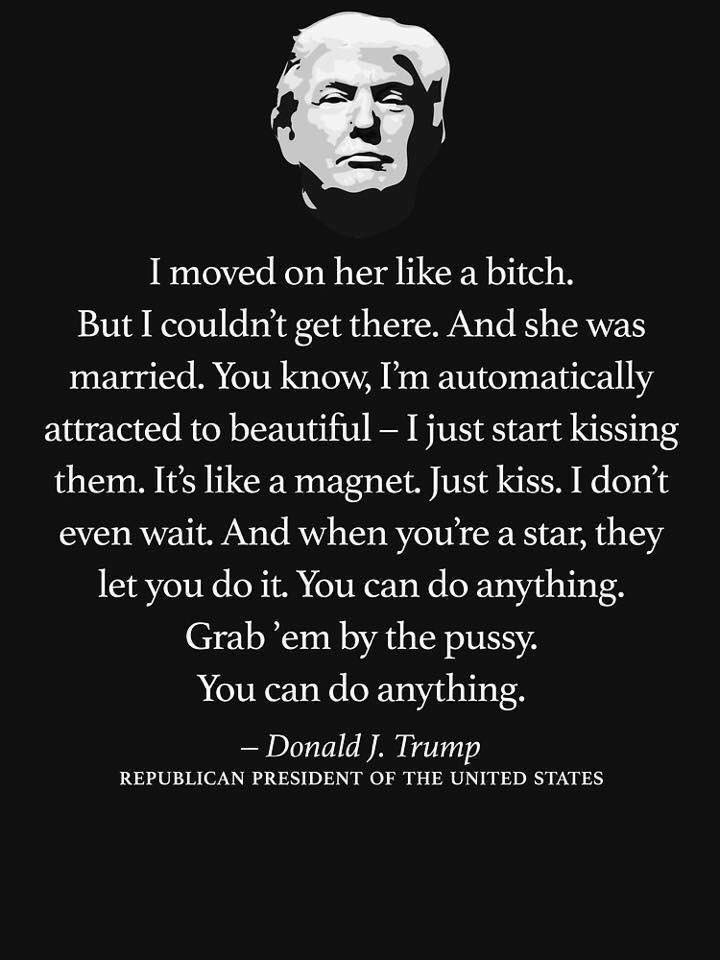 I moved on her like a bitch.
But I couldn’t get there. And she was
married. You know, I’m automatically
attracted to beautiful – I just start kissing
them. It’s like a magnet. Just kiss. I don’t
even wait. And when you’re a star, they
let you do it. You can do anything.
Grab ’em by the pussy.
You can do anything.
– Donald J. Trump
REPUBLICAN PRESIDENT OF THE UNITED STATES